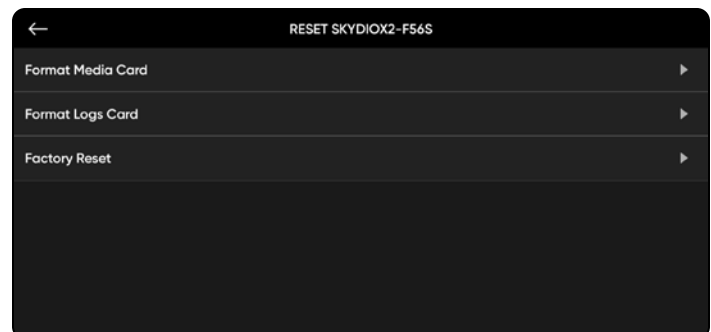 RESET SKYDIOX2-F56S
Format Media Card
Format Logs Card
Factory Reset